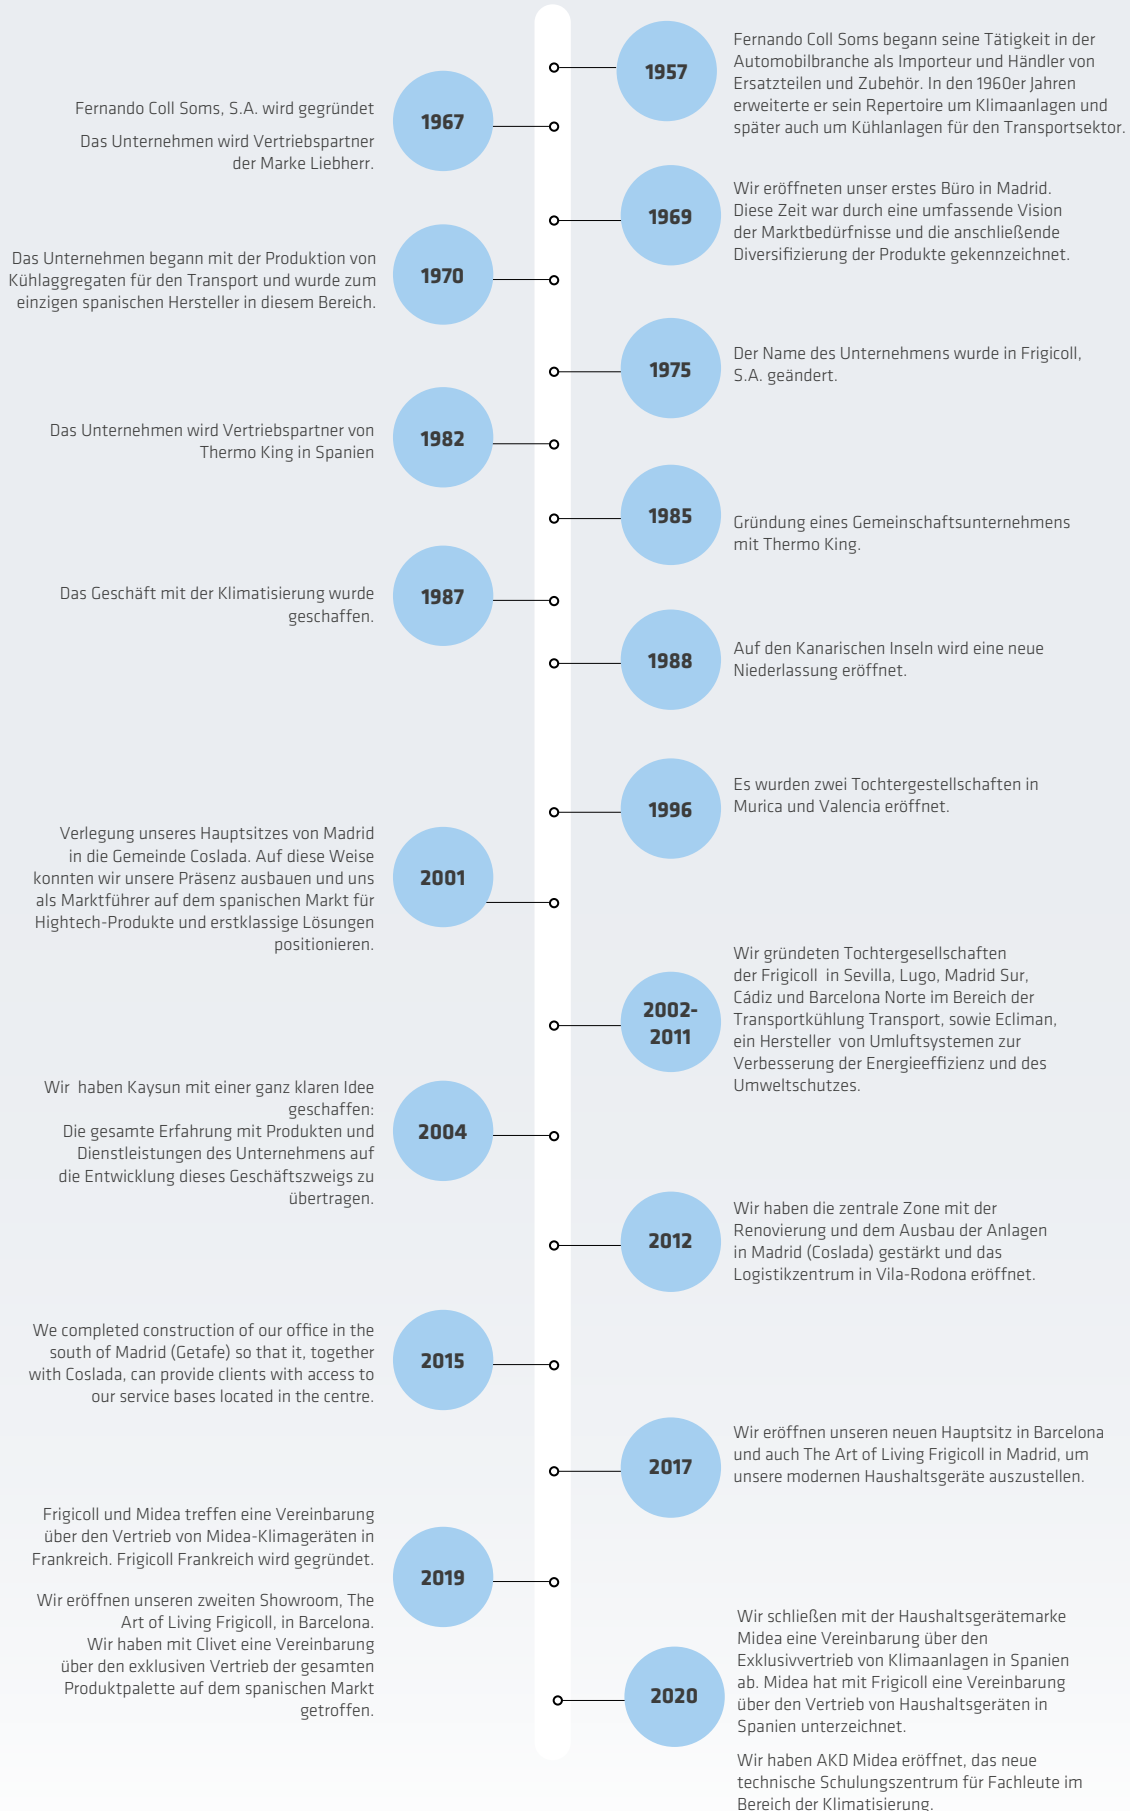 1957
Fernando Coll Soms begann seine Tätigkeit in der
Automobilbranche als Importeur und Händler von
Ersatzteilen und Zubehör. In den 1960er Jahren
erweiterte er sein Repertoire um Klimaanlagen und
später auch um Kühlanlagen für den Transportsektor.
Fernando Coll Soms, S.A. wird gegründet
Das Unternehmen wird Vertriebspartner
der Marke Liebherr.
1967
1969
Wir eröffneten unser erstes Büro in Madrid.
Diese Zeit war durch eine umfassende Vision
der Marktbedürfnisse und die anschließende
Diversifizierung der Produkte gekennzeichnet.
Das Unternehmen begann mit der Produktion von
Kühlaggregaten für den Transport und wurde zum
einzigen spanischen Hersteller in diesem Bereich.
1970
1975
Der Name des Unternehmens wurde in Frigicoll,
S.A. geändert.
Das Unternehmen wird Vertriebspartner von
Thermo King in Spanien
1982
1985
Gründung eines Gemeinschaftsunternehmens
mit Thermo King.
Das Geschäft mit der Klimatisierung wurde
geschaffen.
1987
1988
Auf den Kanarischen Inseln wird eine neue
Niederlassung eröffnet.
1996
Es wurden zwei Tochtergestellschaften in
Murica und Valencia eröffnet.
Verlegung unseres Hauptsitzes von Madrid
in die Gemeinde Coslada. Auf diese Weise
konnten wir unsere Präsenz ausbauen und uns
als Marktführer auf dem spanischen Markt für
Hightech-Produkte und erstklassige Lösungen
positionieren.
2001
2002-
2011
Wir gründeten Tochtergesellschaften
der Frigicoll in Sevilla, Lugo, Madrid Sur,
Cádiz und Barcelona Norte im Bereich der
Transportkühlung Transport, sowie Ecliman,
ein Hersteller von Umluftsystemen zur
Verbesserung der Energieeffizienz und des
Umweltschutzes.
Wir haben Kaysun mit einer ganz klaren Idee
geschaffen:
Die gesamte Erfahrung mit Produkten und
Dienstleistungen des Unternehmens auf
die Entwicklung dieses Geschäftszweigs zu
übertragen.
2004
2012
Wir haben die zentrale Zone mit der
Renovierung und dem Ausbau der Anlagen
in Madrid (Coslada) gestärkt und das
Logistikzentrum in Vila-Rodona eröffnet.
We completed construction of our office in the
south of Madrid (Getafe) so that it, together
with Coslada, can provide clients with access to
our service bases located in the centre.
2015
2017
Wir eröffnen unseren neuen Hauptsitz in Barcelona
und auch The Art of Living Frigicoll in Madrid, um
unsere modernen Haushaltsgeräte auszustellen.
Frigicoll und Midea treffen eine Vereinbarung
über den Vertrieb von Midea-Klimageräten in
Frankreich. Frigicoll Frankreich wird gegründet.
Wir eröffnen unseren zweiten Showroom, The
Art of Living Frigicoll, in Barcelona.
Wir haben mit Clivet eine Vereinbarung
über den exklusiven Vertrieb der gesamten
Produktpalette auf dem spanischen Markt
getroffen.
2019
2020
Wir schließen mit der Haushaltsgerätemarke
Midea eine Vereinbarung über den
Exklusivvertrieb von Klimaanlagen in Spanien
ab. Midea hat mit Frigicoll eine Vereinbarung
über den Vertrieb von Haushaltsgeräten in
Spanien unterzeichnet.
Wir haben AKD Midea eröffnet, das neue
technische Schulungszentrum für Fachleute im
Bereich der Klimatisierung.